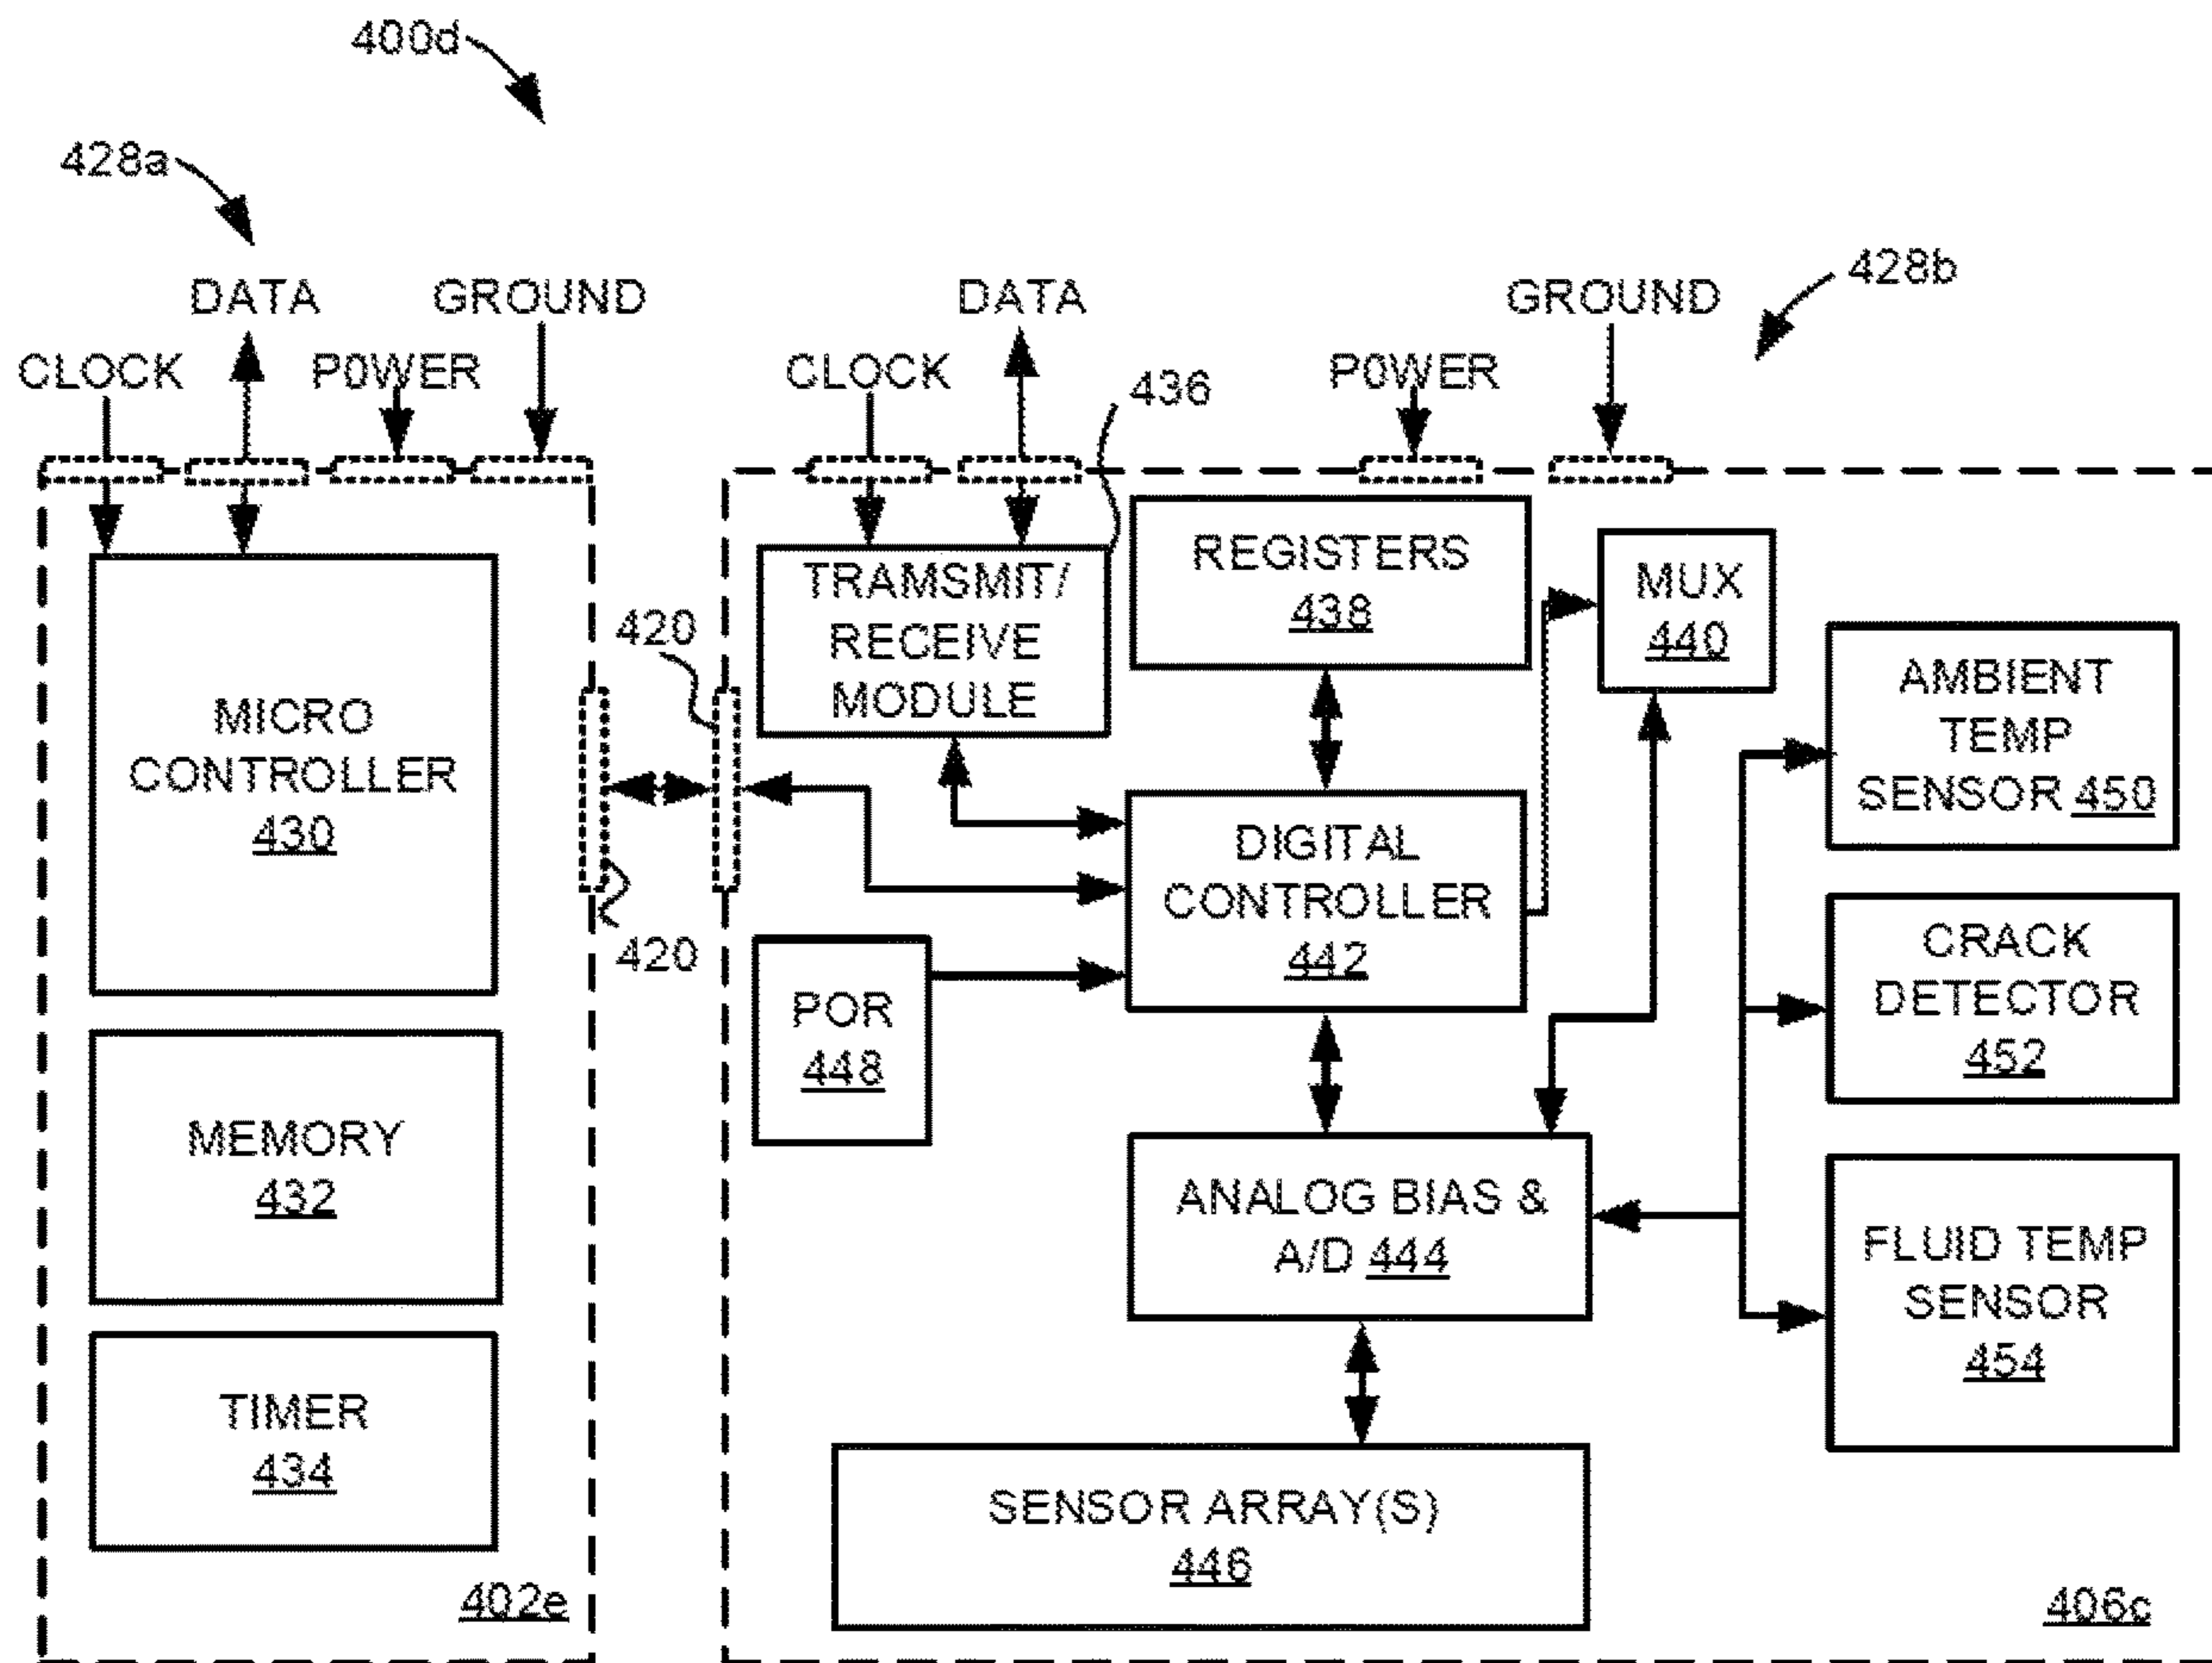 400d
428a
428b
DATA
GROUND
DATA
GROUND
CLOCK
P0WER
CLOCK
P0WER
436
MICRO
CONTROLLER
430
MEMORY
432
TIMER
434
402e
420
420
TRAMSMIT/
RECEIVE
MODULE
REGISTERS
438
MUX
440
DIGITAL
CONTROLLER
442
POR
448
ANALOG BIAS &
A/D 444
SENSOR ARRAY(S)
446
AMBIENT
TEMP
SENSOR 450
CRACK
DETECTOR
452
FLUID TEMP
SENSOR
454
406c